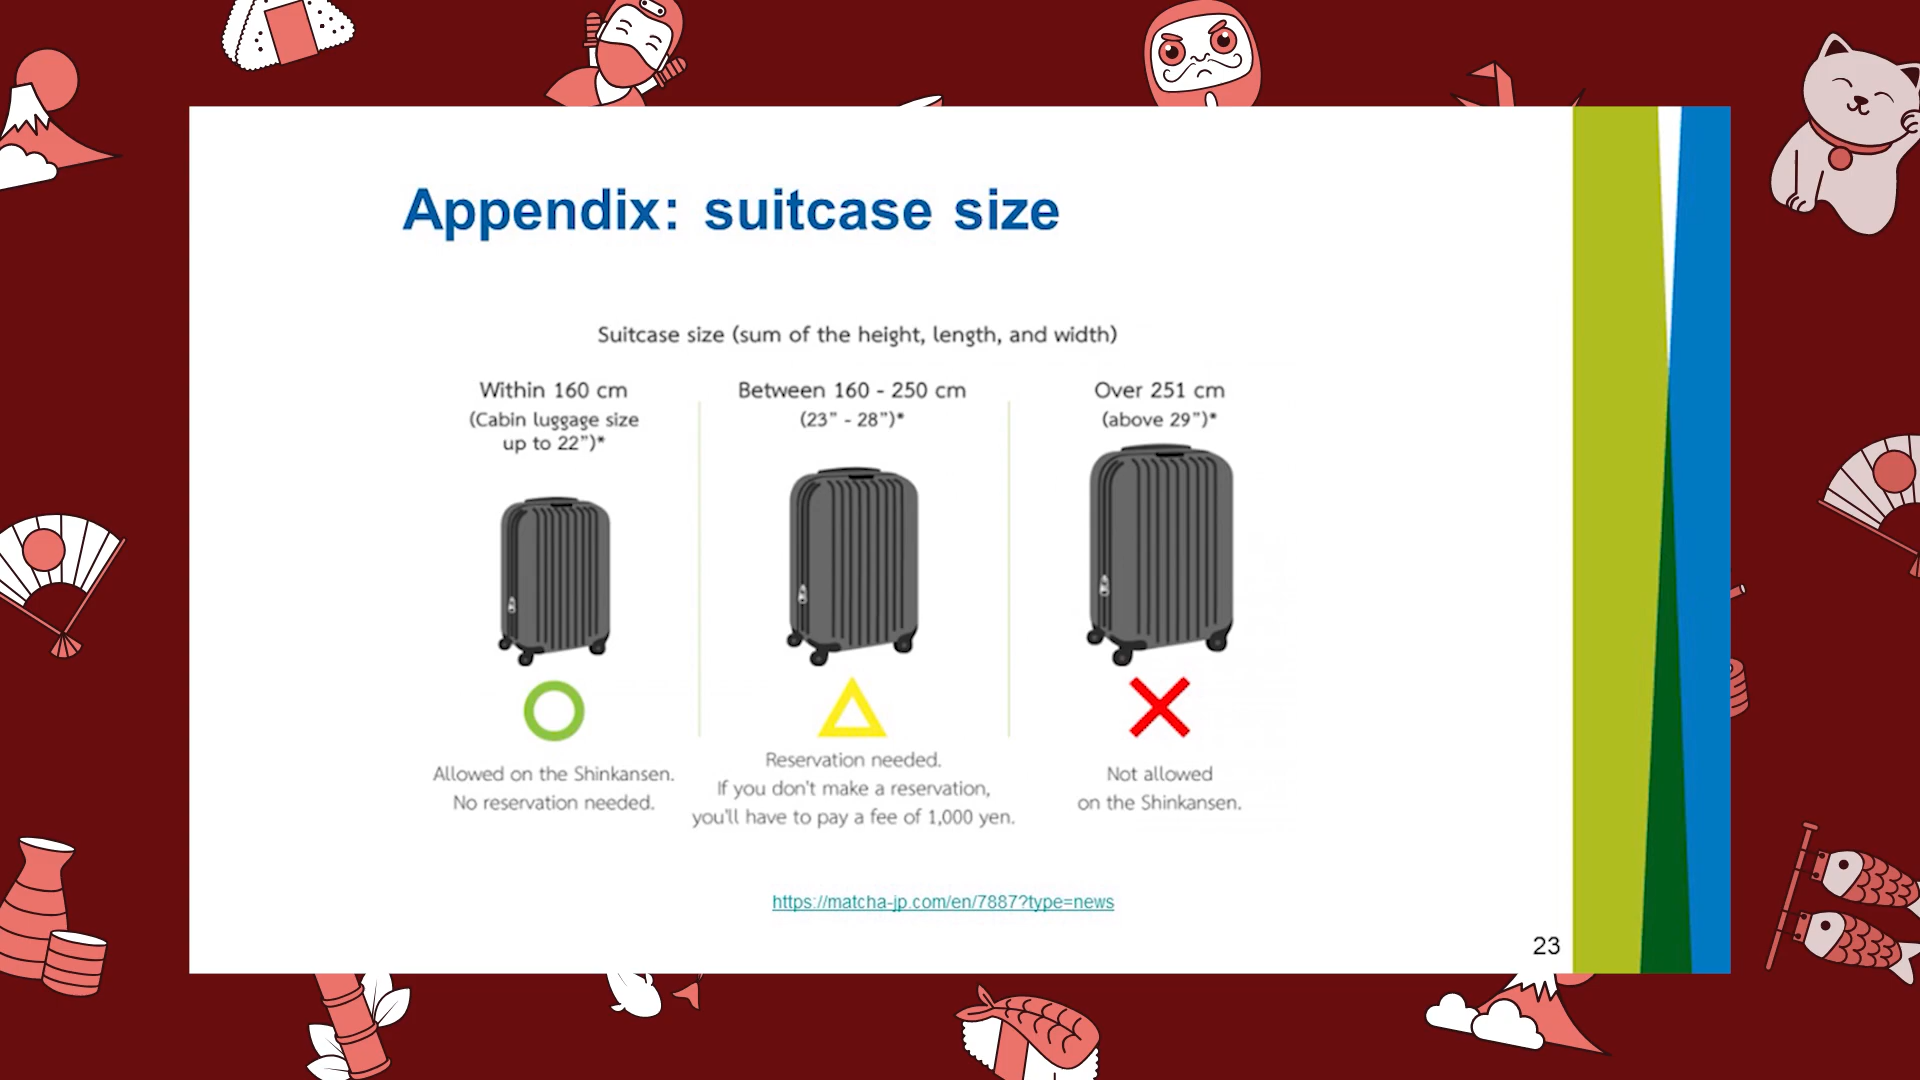 Appendix: suitcase size
Suitcase size (sum of the height, length, and width)
Within 160 cm
(Cabin luggage size
up to 22”)*
Between 160 - 250 cm
(23” - 28”)*
Over 251 cm
(above 29”)*
Allowed on the Shinkansen.
No reservation needed.
Reservation needed.
If you don't make a reservation,
you'll have to pay a fee of 1,000 yen.
Not allowed
on the Shinkansen.
https://matcha-jp.com/en/7887?type=news
23